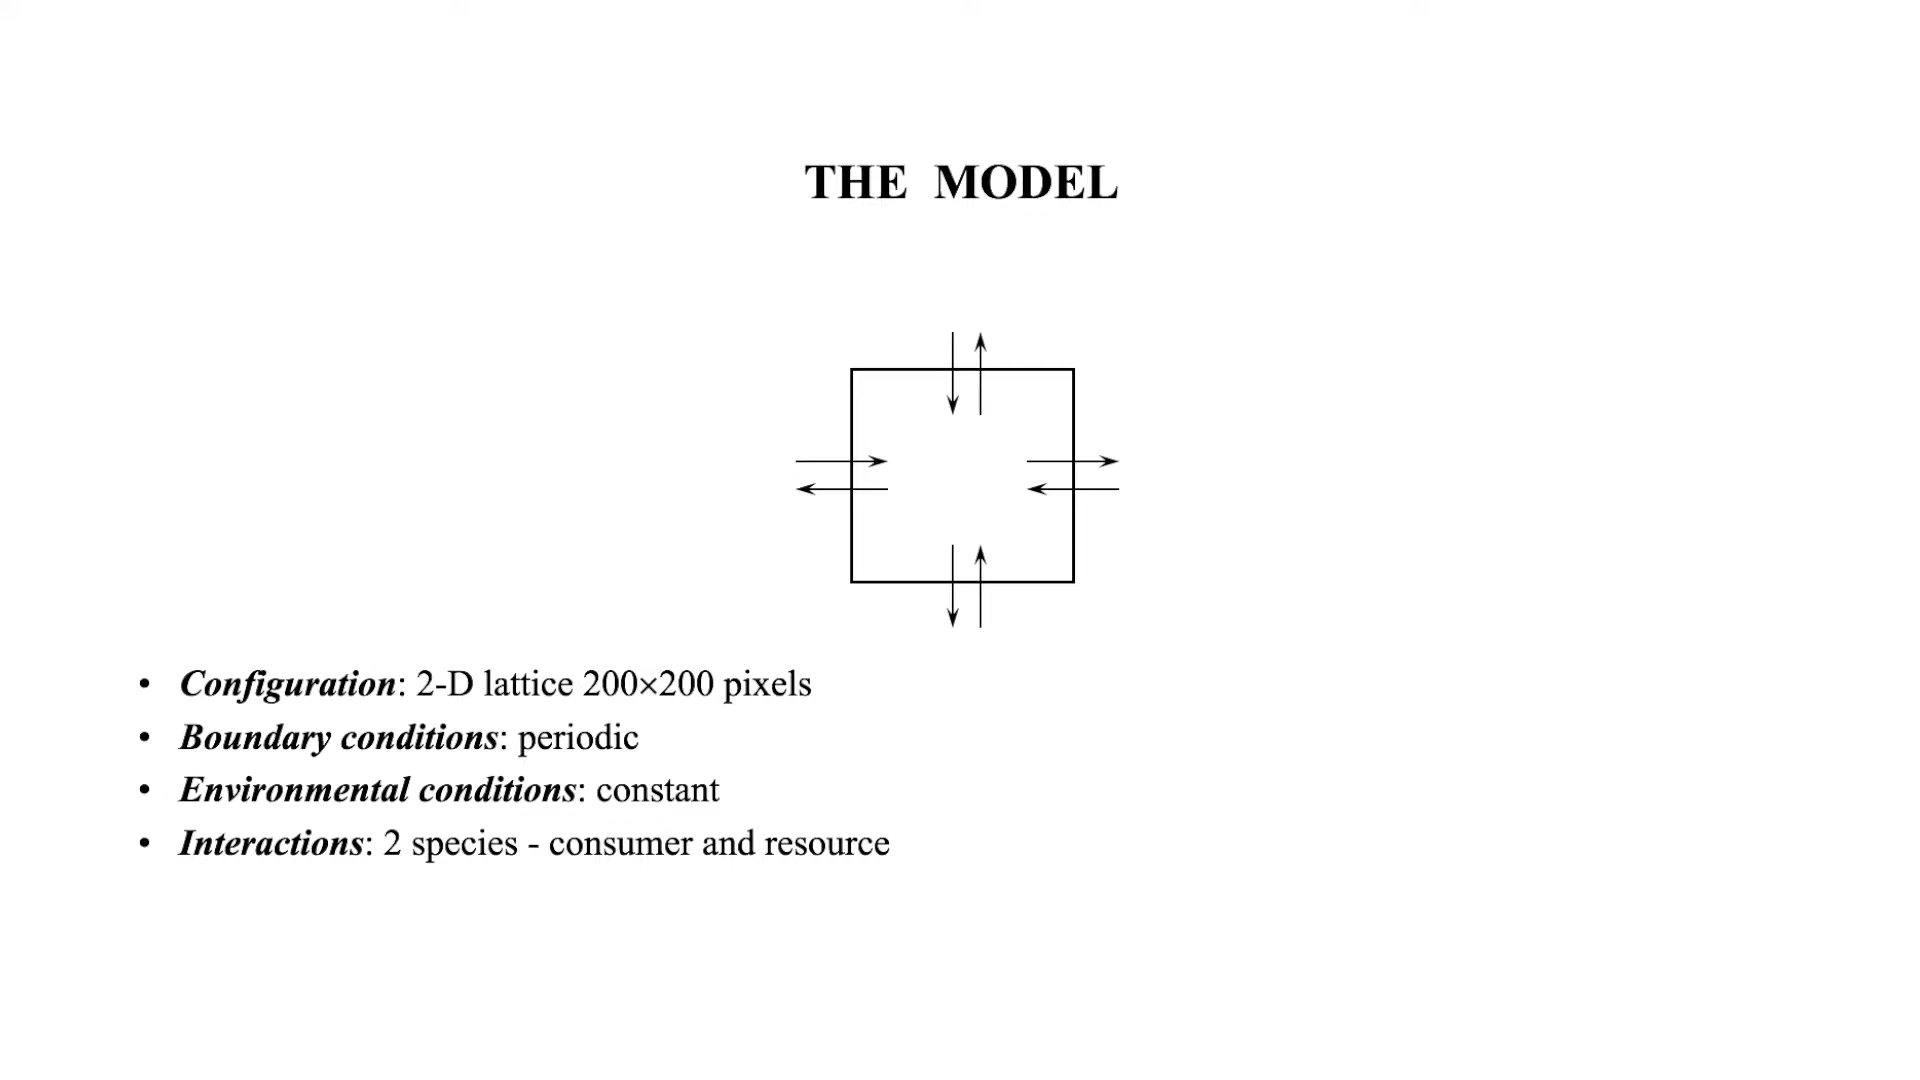 THE MODEL
• Configuration: 2-D lattice 200×200 pixels
• Boundary conditions: periodic
• Environmental conditions: constant
• Interactions: 2 species - consumer and resource